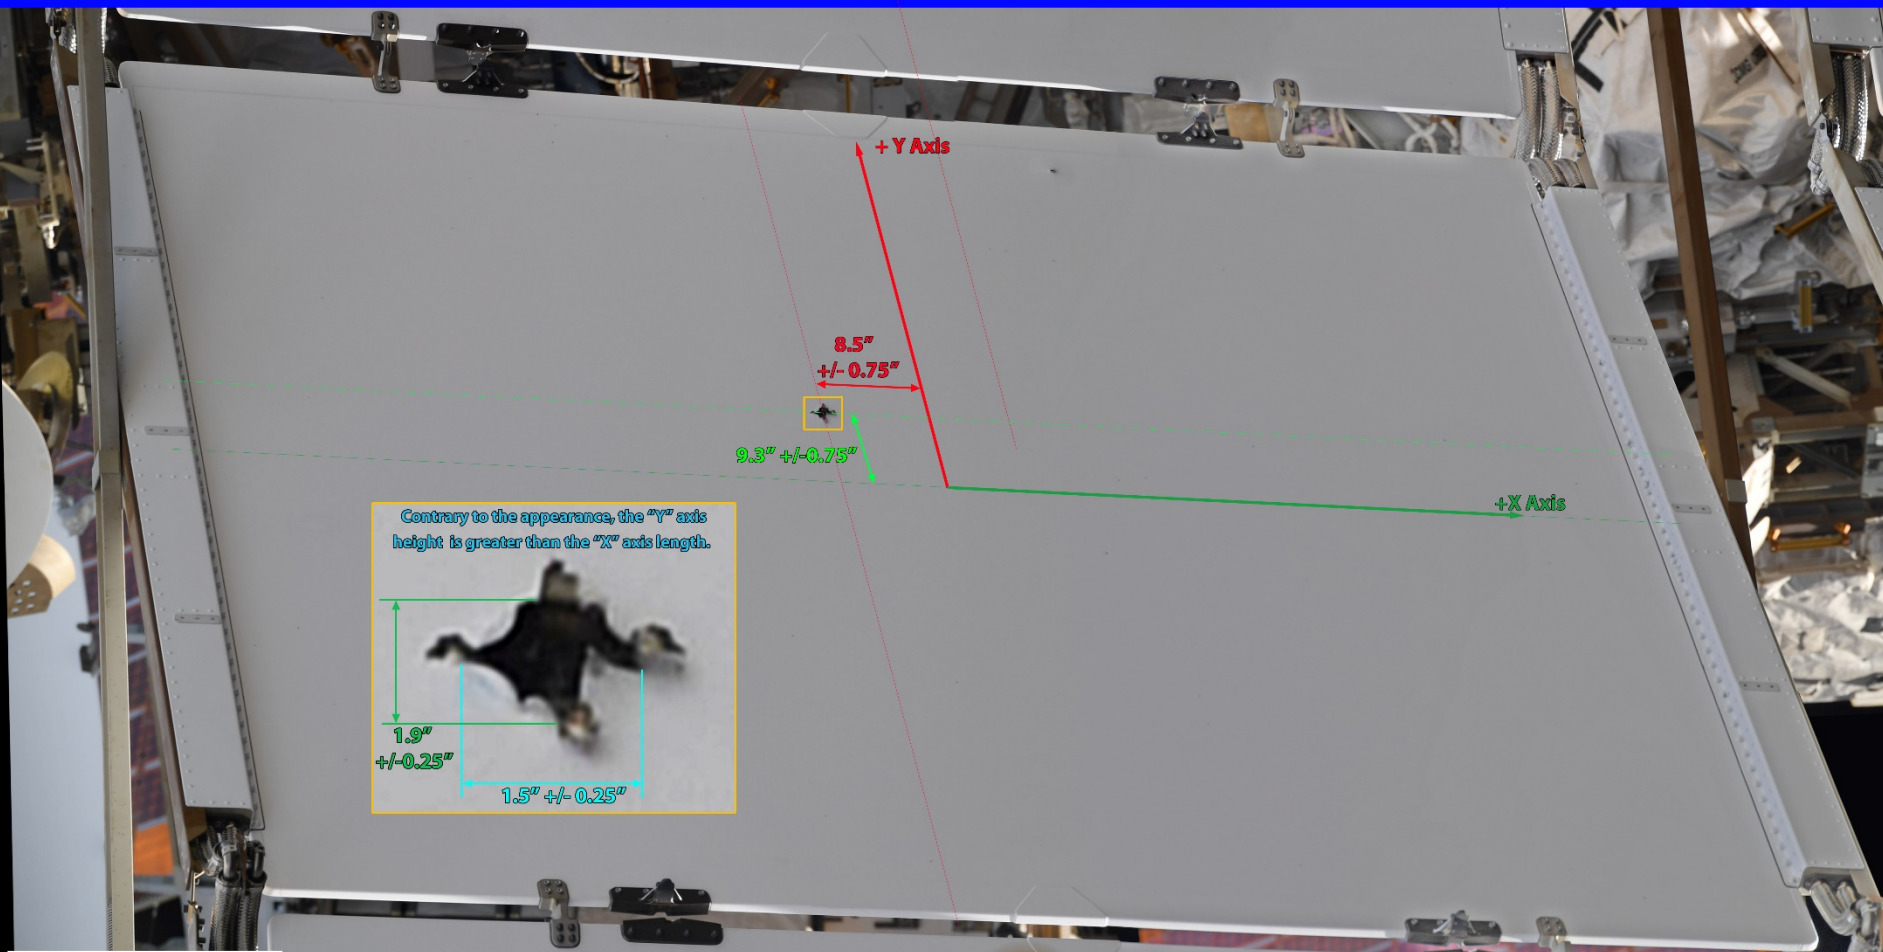 + Y Axis
8.5”
+/- 0.75”
9.3” +/-0.75”
+X Axis
Contrary to the appearance, the “Y” axis
height is greater than the “X” axis length.
1.9”
+/-0.25”
1.5” +/- 0.25”